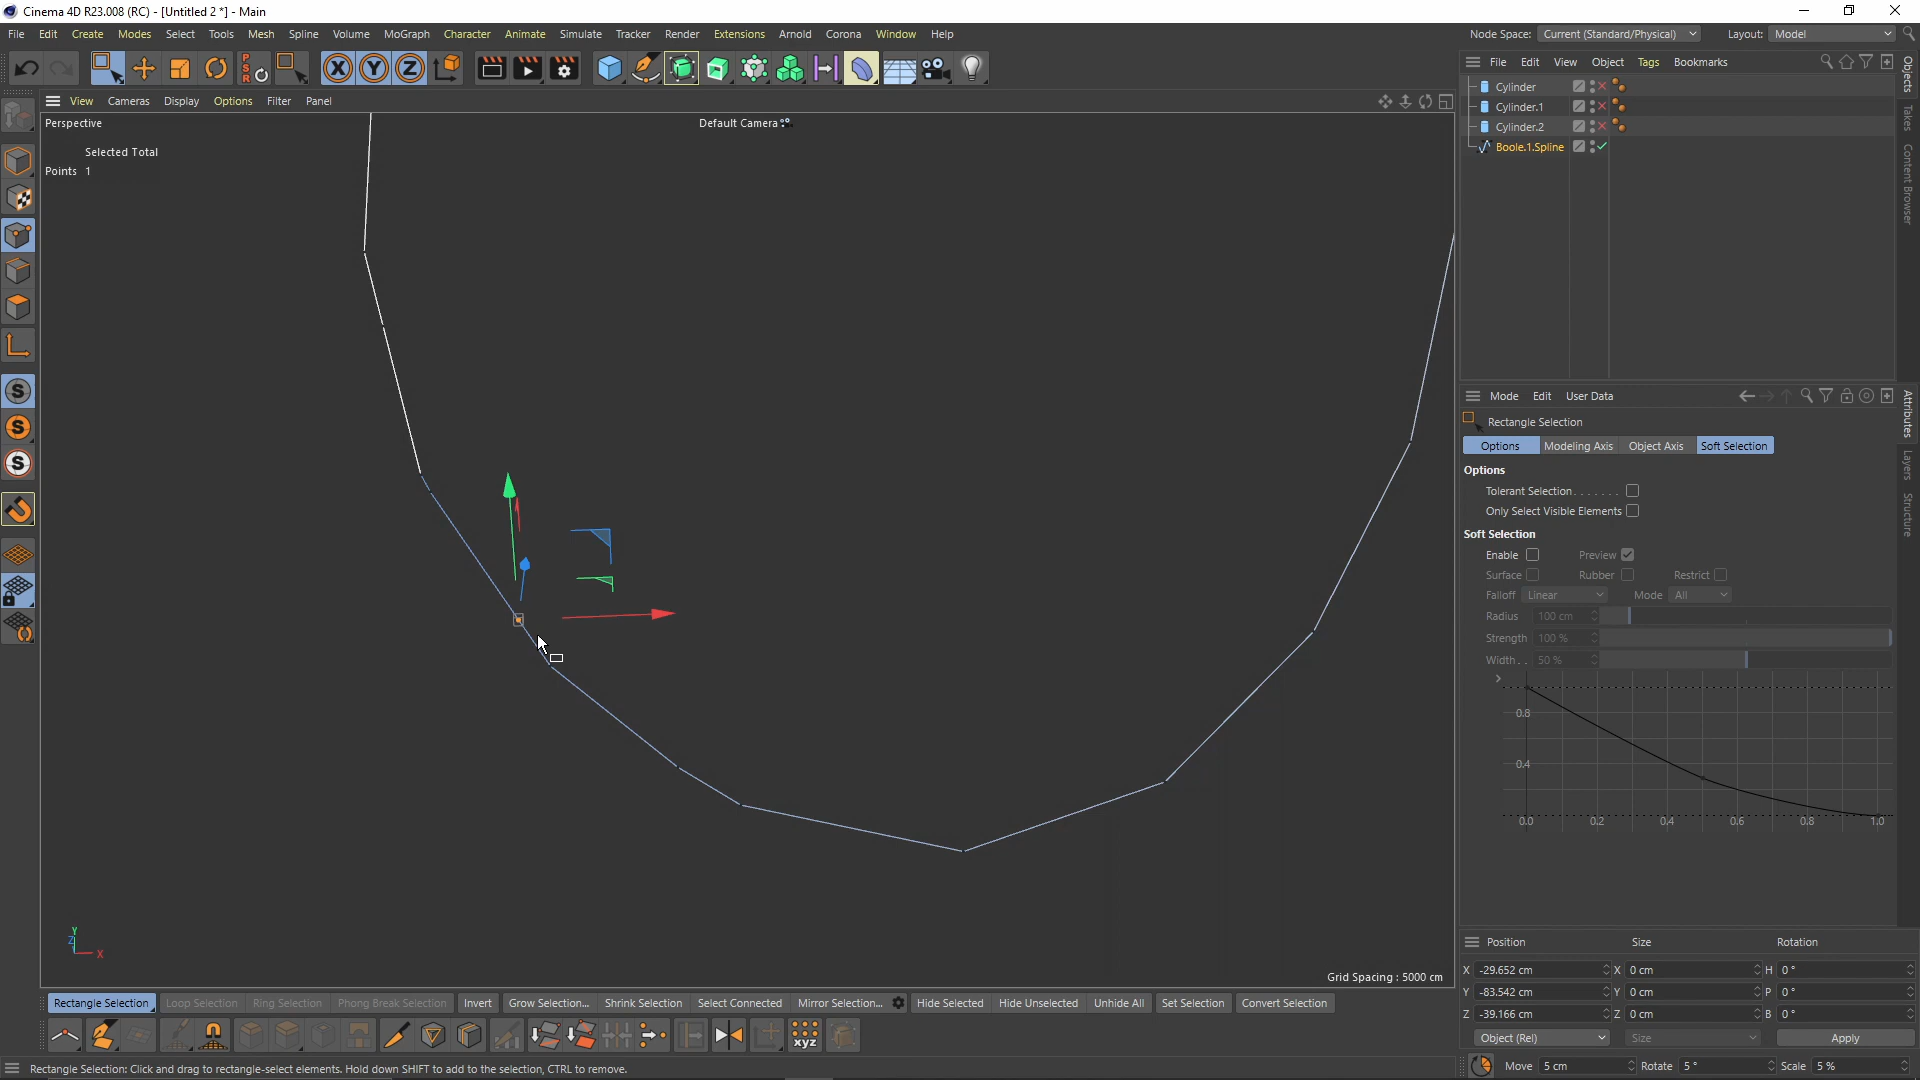 Cinema 4D R23.008 (RC) - [Untitled 2 *] - Main
File Edit Create Modes Select Tools Mesh Spline Volume MoGraph Character Animate Simulate Tracker Render Extensions Arnold Corona Window Help
Node Space: Current (Standard/Physical) Layout: Model
P S R X Y Z
View Cameras Display Options Filter Panel
File Edit View Object Tags Bookmarks
Perspective
Default Camera
Selected Total
Points 1
Cylinder
Cylinder.1
Cylinder.2
Boole.1.Spline
Objects
Takes
Content Browser
Mode Edit User Data
Rectangle Selection
Options Modeling Axis Object Axis Soft Selection
Options
Tolerant Selection . . . . . . .
Only Select Visible Elements
Soft Selection
Enable Preview
Surface Rubber Restrict
Falloff Linear Mode All
Radius 100 cm
Strength 100 %
Width . . 50 %
0.8
0.4
0.0 0.2 0.4 0.6 0.8 1.0
Attributes
Layers
Structure
S
S
S
Y
Z
X
Grid Spacing : 5000 cm
Position Size Rotation
X -29.652 cm X 0 cm H 0 °
Y -83.542 cm Y 0 cm P 0 °
Z -39.166 cm Z 0 cm B 0 °
Object (Rel) Size Apply
Rectangle Selection Loop Selection Ring Selection Phong Break Selection Invert Grow Selection... Shrink Selection Select Connected Mirror Selection... Hide Selected Hide Unselected Unhide All Set Selection Convert Selection
xyz
Rectangle Selection: Click and drag to rectangle-select elements. Hold down SHIFT to add to the selection, CTRL to remove.
Move 5 cm Rotate 5 ° Scale 5 %